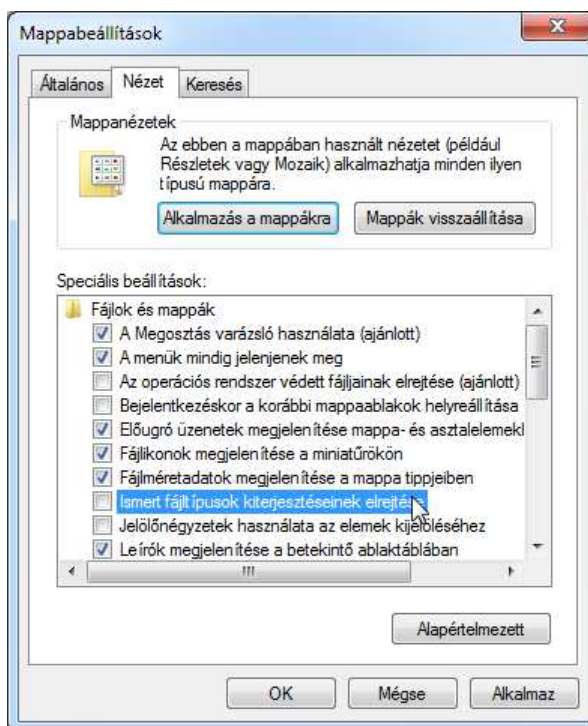 Mappabeállítások
Általános
Nézet
Keresés
Mappanézetek
Az ebben a mappában használt nézetet (például
Részletek vagy Mozaik) alkalmazhatja minden ilyen
típusú mappára.
Alkalmazás a mappákra
Mappák visszaállítása
Speciális beállítások:
Fájlok és mappák
A Megosztás varázsló használata (ajánlott)
A menük mindig jelenjenek meg
Az operációs rendszer védett fájljainak elrejtése (ajánlott)
Bejelentkezéskor a korábbi mappaablakok helyreállítása
Előugró üzenetek megjelenítése mappa- és asztalelemekl
Fájlikonok megjelenítése a miniatűrökön
Fájlméretadatok megjelenítése a mappa tippjeiben
Ismert fájltípusok kiterjesztéseinek elrejtése
Jelölőnégyzetek használata az elemek kijelöléséhez
Leírók megjelenítése a betekintő ablaktáblában
Alapértelmezett
OK
Mégse
Alkalmaz